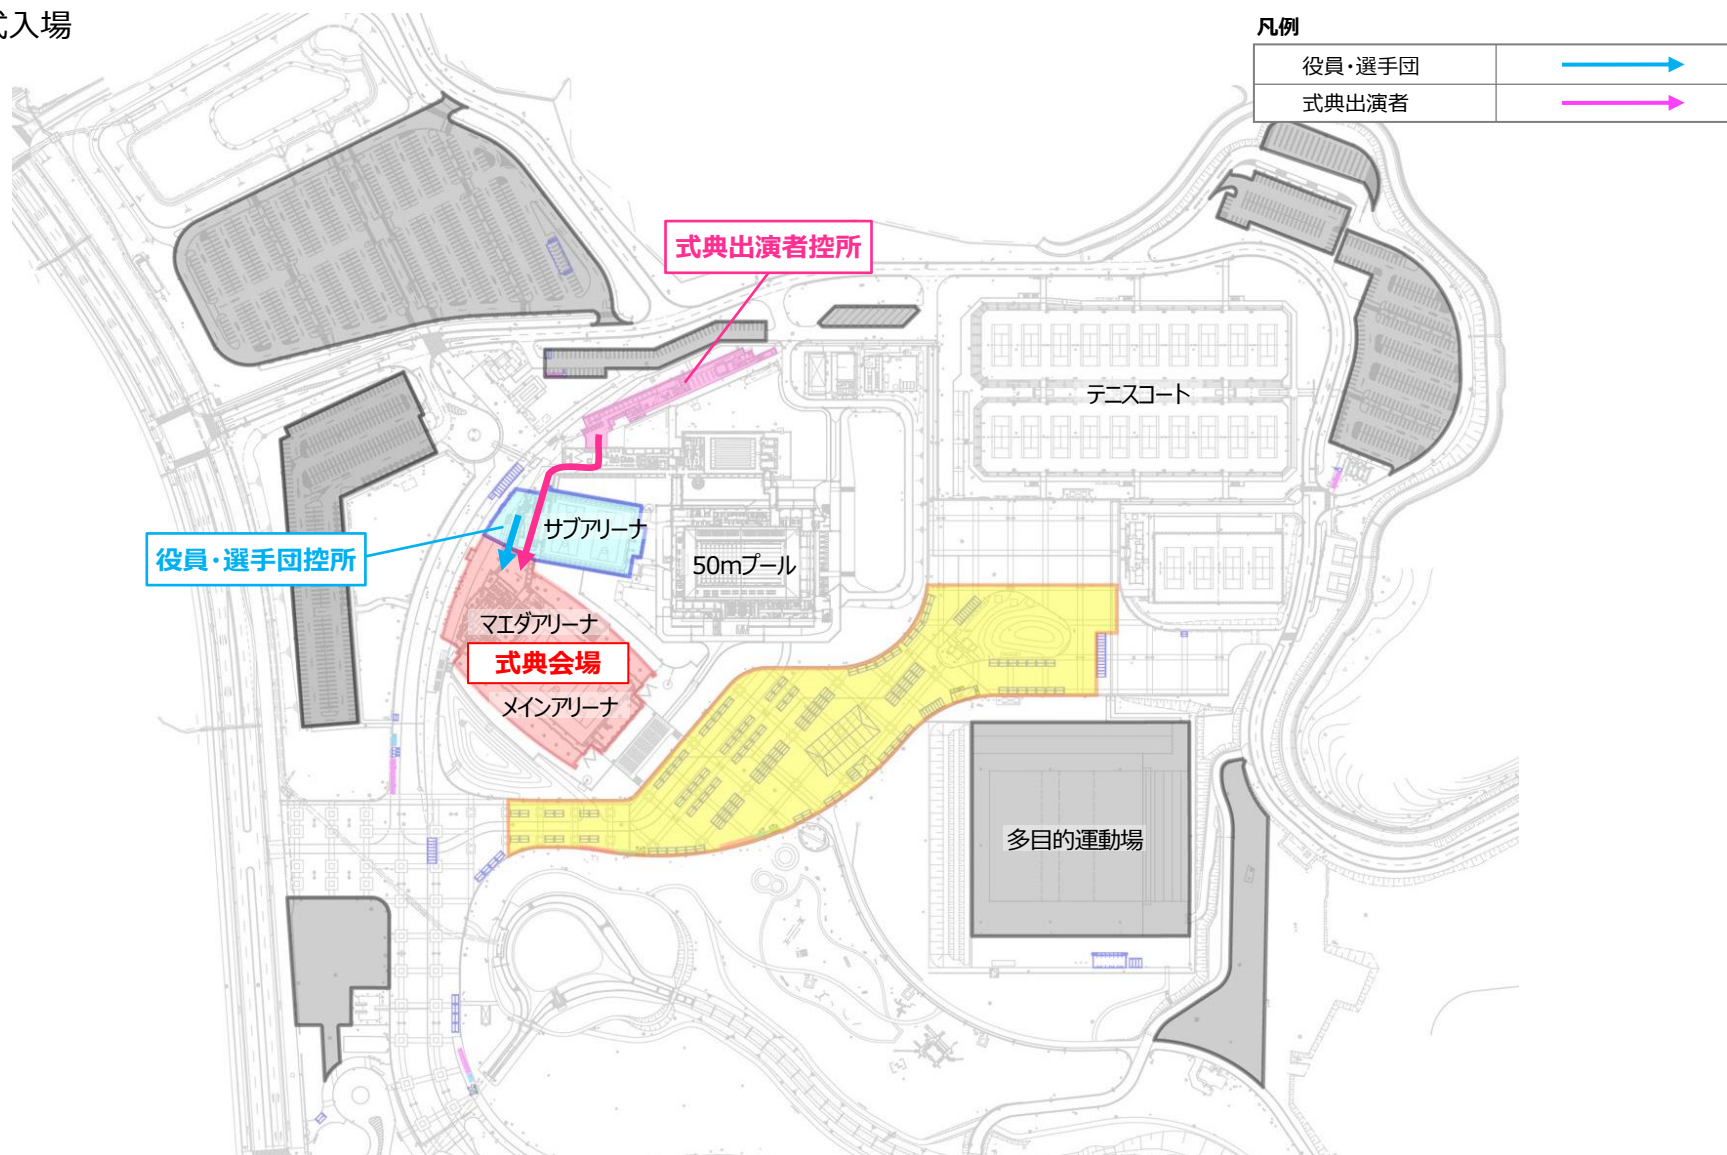 式入場
凡例
役員・選手団
式典出演者
式典出演者控所
テニスコート
サブアリーナ
役員・選手団控所
50mプール
マエダアリーナ
式典会場
メインアリーナ
多目的運動場